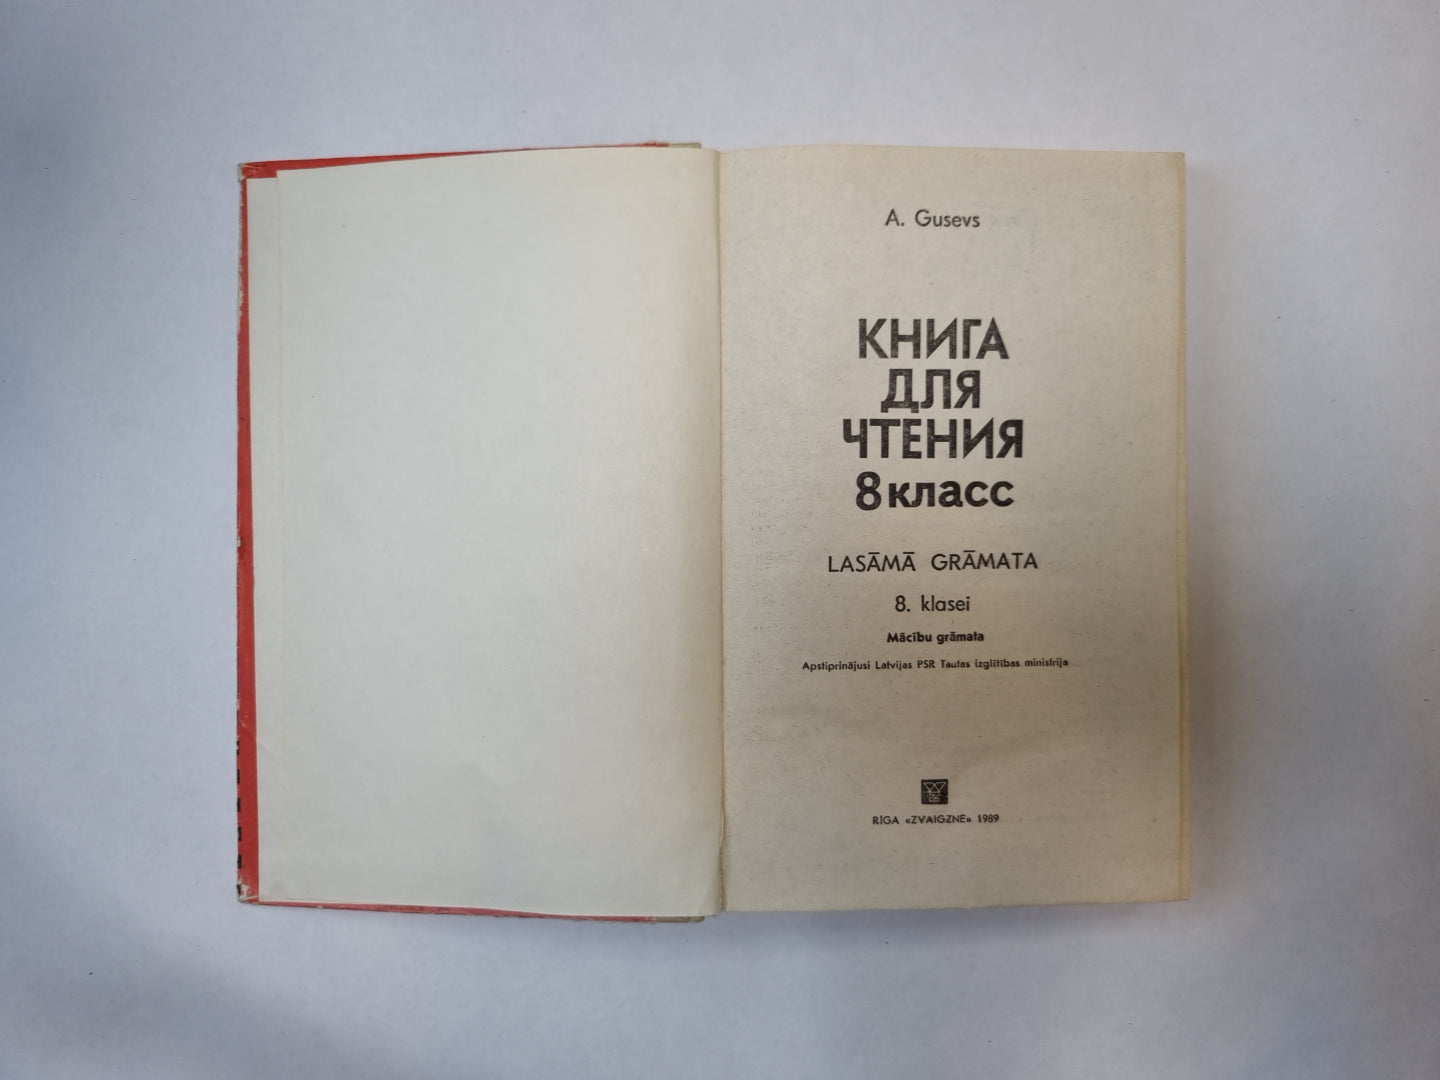 A. Gusevs
КНИГА
ДЛЯ
ЧТЕНИЯ
8 класс
LASĀMĀ GRĀMATA
8. klasei
Mācību grāmata
Apstiprinājusi Latvijas PSR Tautas izglītības ministrija
RĪGA «ZVAIGZNE» 1989